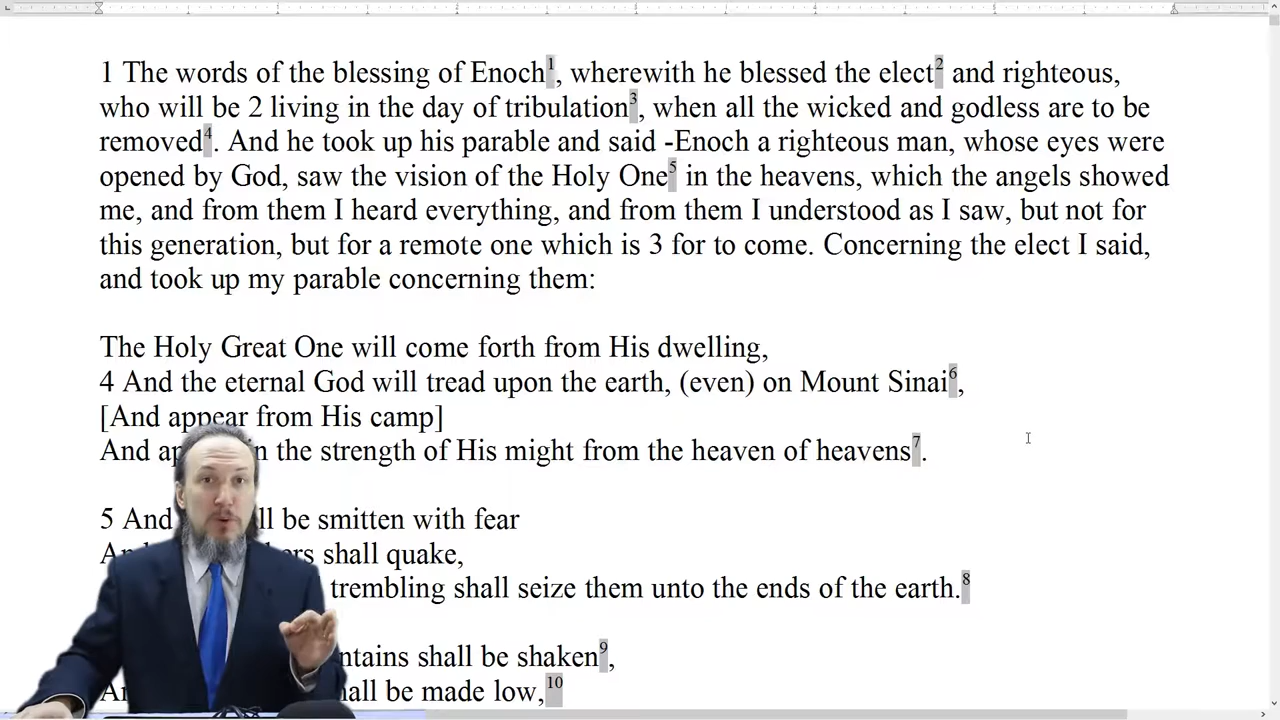 1 The words of the blessing of Enoch1, wherewith he blessed the elect2 and righteous,
who will be 2 living in the day of tribulation3, when all the wicked and godless are to be
removed4. And he took up his parable and said -Enoch a righteous man, whose eyes were
opened by God, saw the vision of the Holy One5 in the heavens, which the angels showed
me, and from them I heard everything, and from them I understood as I saw, but not for
this generation, but for a remote one which is 3 for to come. Concerning the elect I said,
and took up my parable concerning them:
The Holy Great One will come forth from His dwelling,
4 And the eternal God will tread upon the earth, (even) on Mount Sinai6,
[And appear from His camp]
And in the strength of His might from the heaven of heavens7.
5 And be smitten with fear
shall quake,
trembling shall seize them unto the ends of the earth.8
shall be shaken9,
be made low,10